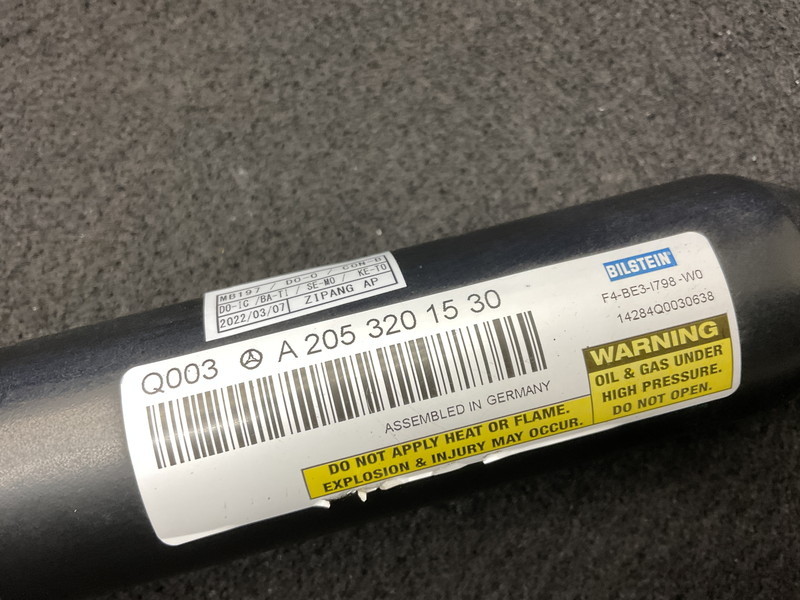 MB197 / DO-O / CON 6
DO-IC /BA-TI / SE-MO / KE-TO
2022/03/07 ZIPANG AP
Q003 A 205 320 15 30
ASSEMBLED IN GERMANY
DO NOT APPLY HEAT OR FLAME.
EXPLOSION & INJURY MAY OCCUR.
BILSTEIN
F4-BE3-I798-W0
14284Q0030638
WARNING
OIL & GAS UNDER
HIGH PRESSURE.
DO NOT OPEN.